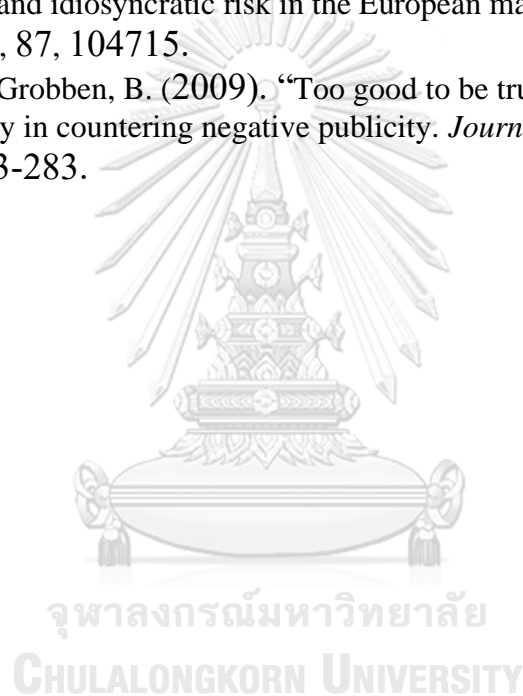 and idiosyncratic risk in the European ma
, 87, 104715.
Grobben, B. (2009). “Too good to be tru
y in countering negative publicity. Journ
3-283.
จุฬาลงกรณ์มหาวิทยาลัย
CHULALONGKORN UNIVERSITY